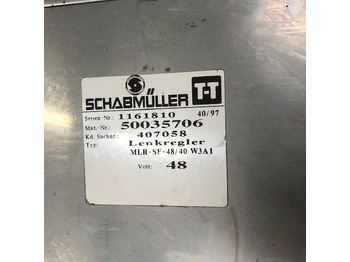 SCHABMÜLLER T-T
Serien-Nr.: 1161810 40/97
Mat.-Nr.: 50035706
Kd. Sachnr. 407058
Typ: Lenkregler
MLR-SF-48/40 W3A1
Volt: 48